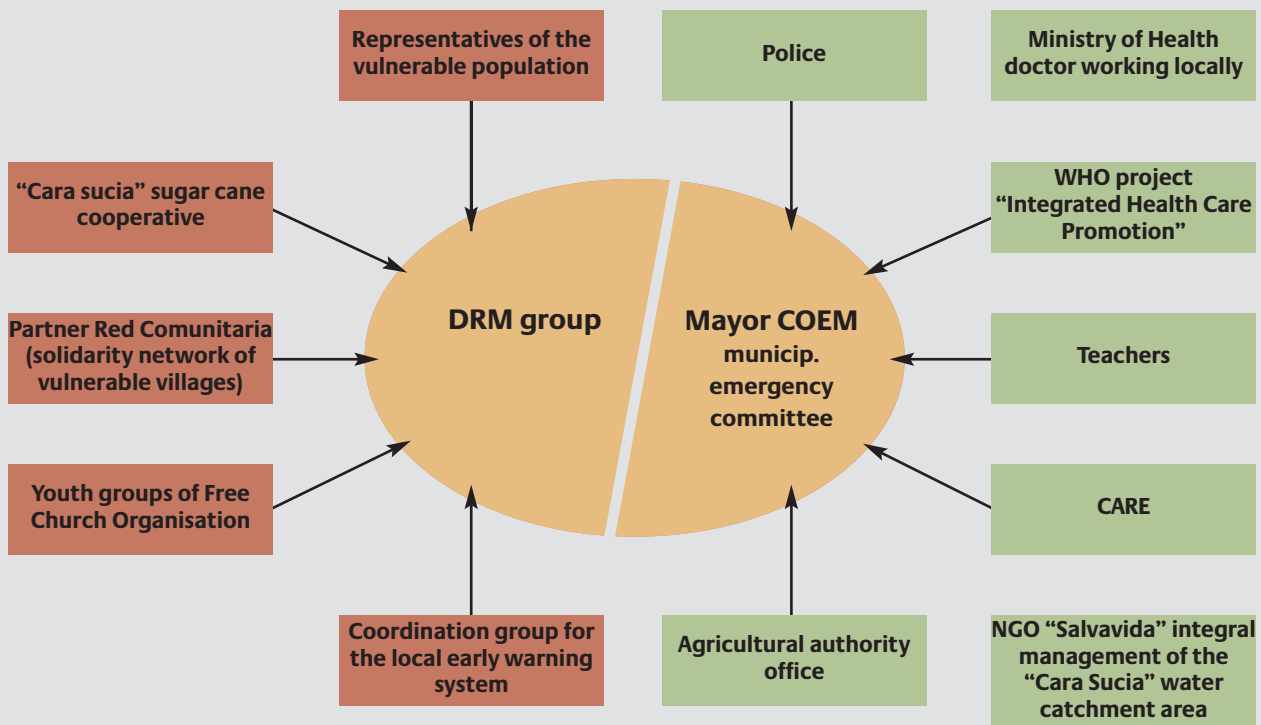 Representatives of the
vulnerable population
Police
Ministry of Health
doctor working locally
“Cara sucia” sugar cane
cooperative
WHO project
“Integrated Health Care
Promotion”
Partner Red Comunitaria
(solidarity network of
vulnerable villages)
DRM group
Mayor COEM
municip.
emergency
committee
Teachers
Youth groups of Free
Church Organisation
CARE
Coordination group for
the local early warning
system
Agricultural authority
office
NGO “Salvavida” integral
management of the
“Cara Sucia” water
catchment area